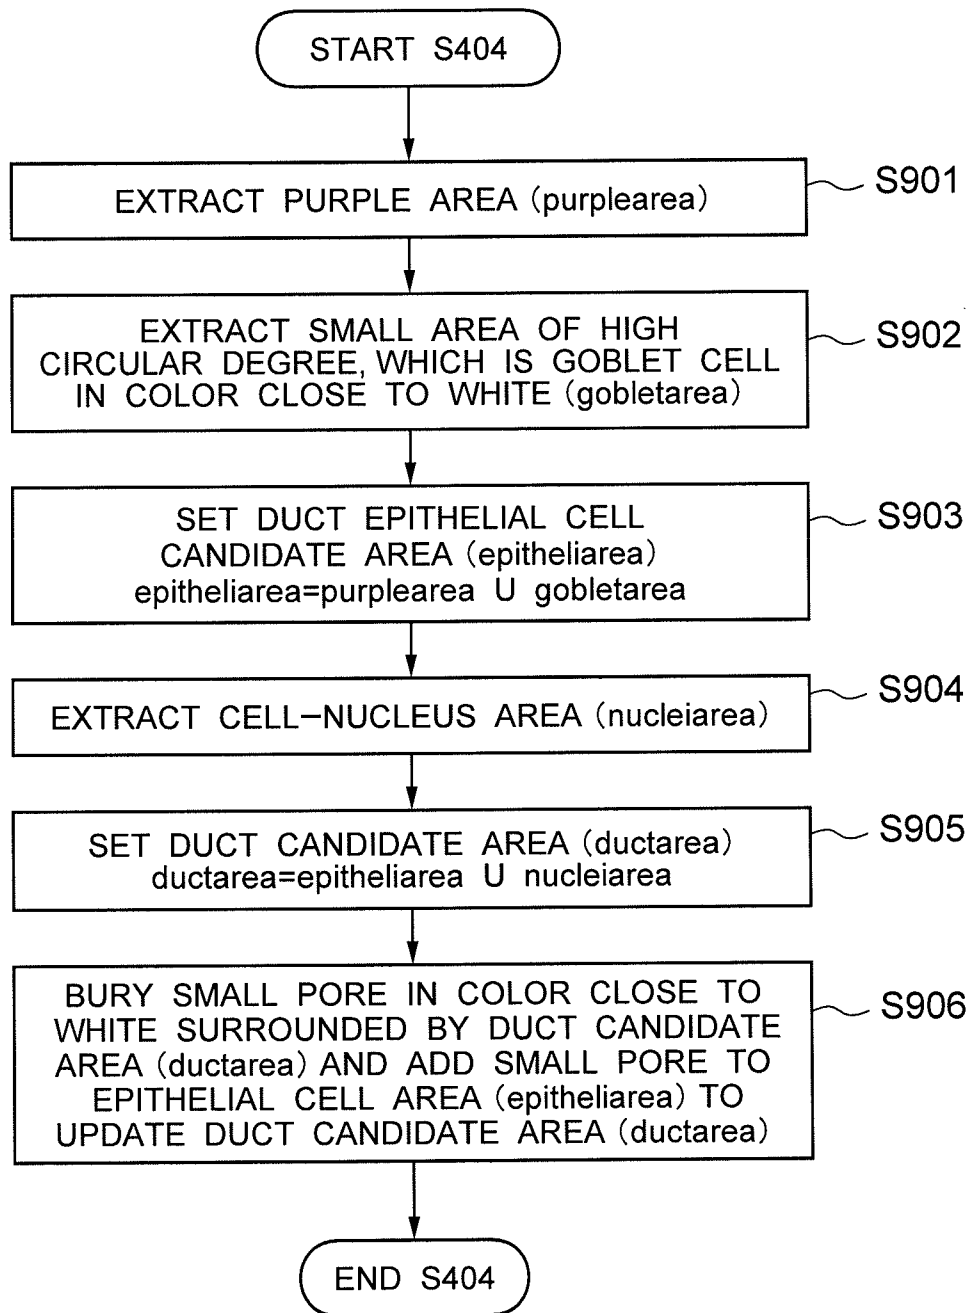 START S404
EXTRACT PURPLE AREA (purplearea)
S901
EXTRACT SMALL AREA OF HIGH
CIRCULAR DEGREE, WHICH IS GOBLET CELL
IN COLOR CLOSE TO WHITE (gobletarea)
S902
SET DUCT EPITHELIAL CELL
CANDIDATE AREA (epitheliarea)
epitheliarea=purplearea U gobletarea
S903
EXTRACT CELL-NUCLEUS AREA (nucleiarea)
S904
SET DUCT CANDIDATE AREA (ductarea)
ductarea=epitheliarea U nucleiarea
S905
BURY SMALL PORE IN COLOR CLOSE TO
WHITE SURROUNDED BY DUCT CANDIDATE
AREA (ductarea) AND ADD SMALL PORE TO
EPITHELIAL CELL AREA (epitheliarea) TO
UPDATE DUCT CANDIDATE AREA (ductarea)
S906
END S404